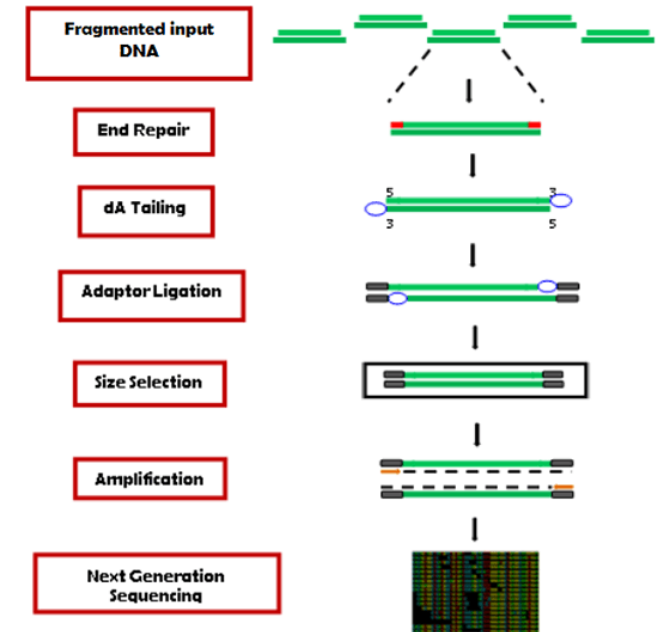 Fragmented input
DNA
End Repair
dA Tailing
5 3
3 5
Adaptor Ligation
Size Selection
Amplification
Next Generation
Sequencing